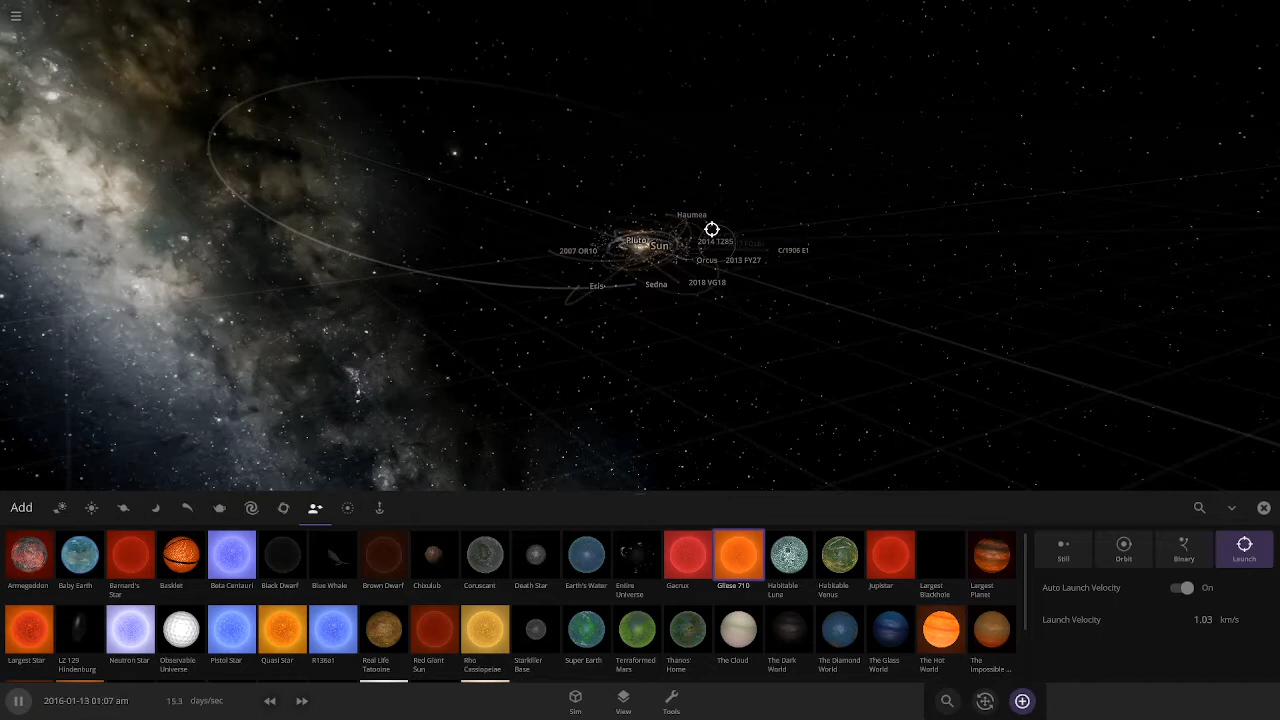 Haumea
Pluto
Sun
2014 TZ85
2007 OR10
C/1906 E1
Orcus
2013 FY27
Eris
Sedna
2018 VG18
Add
Armegeddon
Baby Earth
Barnard's
Star
Basklet
Beta Centauri
Black Dwarf
Blue Whale
Brown Dwarf
Chixulub
Coruscant
Death Star
Earth's Water
Entire
Universe
Gacrux
Gliese 710
Habitable
Luna
Habitable
Venus
Jupistar
Largest
Blackhole
Largest
Planet
Largest Star
LZ 129
Hindenburg
Neutron Star
Observable
Universe
Pistol Star
Quasi Star
R136a1
Real Life
Tatooine
Red Giant
Sun
Rho
Cassiopeiae
Starkiller
Base
Super Earth
Terraformed
Mars
Thanos'
Home
The Cloud
The Dark
World
The Diamond
World
The Glass
World
The Hot
World
The
Impossible ...
Still
Orbit
Binary
Launch
Auto Launch Velocity On
Launch Velocity 1.03 km/s
2016-01-13 01:07 am
15.3 days/sec
Sim
View
Tools